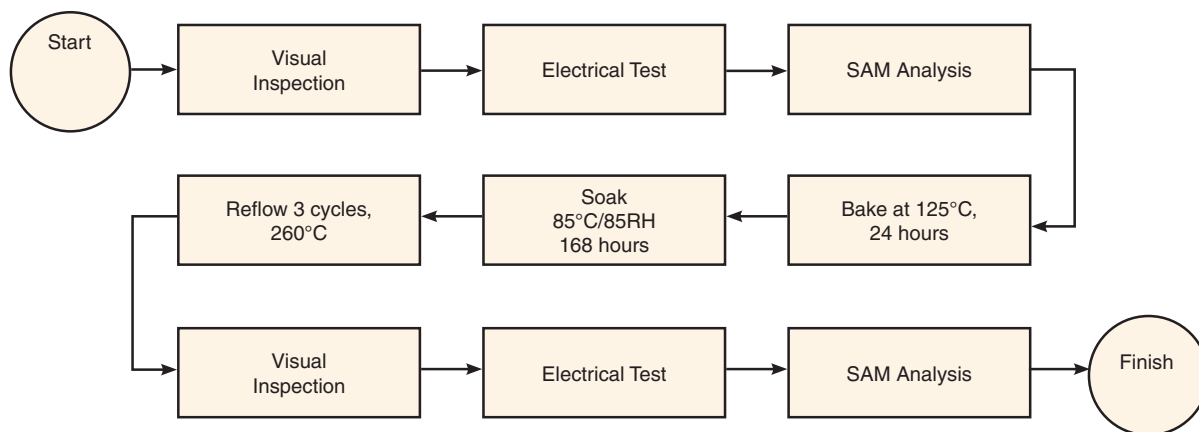 Start
Visual
Inspection
Electrical Test
SAM Analysis
Bake at 125°C,
24 hours
Soak
85°C/85RH
168 hours
Reflow 3 cycles,
260°C
Visual
Inspection
Electrical Test
SAM Analysis
Finish